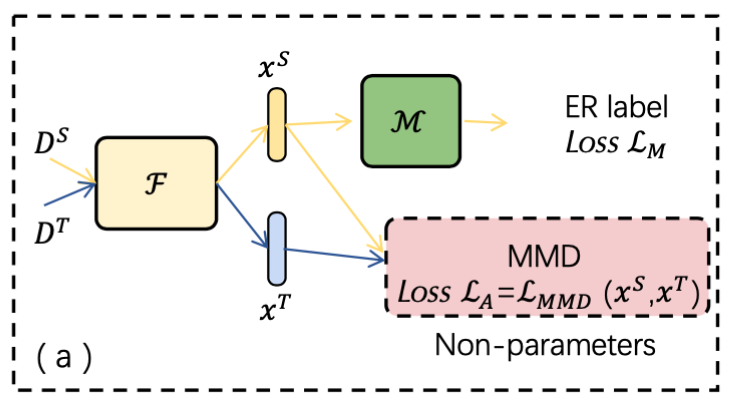 x^S
D^S
D^T
ℱ
ℳ
ER label
Loss ℒ_M
x^T
MMD
Loss ℒ_A=ℒ_MMD (x^S,x^T)
Non-parameters
( a )